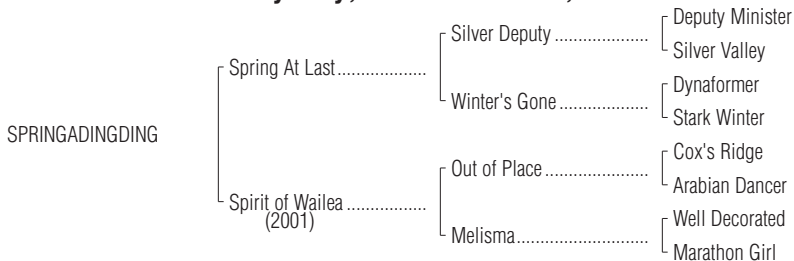 Deputy Minister
Silver Deputy ....................
Silver Valley
Spring At Last...................
Dynaformer
Winter's Gone ...................
Stark Winter
SPRINGADINGDING
Cox's Ridge
Out of Place ......................
Arabian Dancer
Spirit of Wailea .................
(2001)
Well Decorated
Melisma............................
Marathon Girl